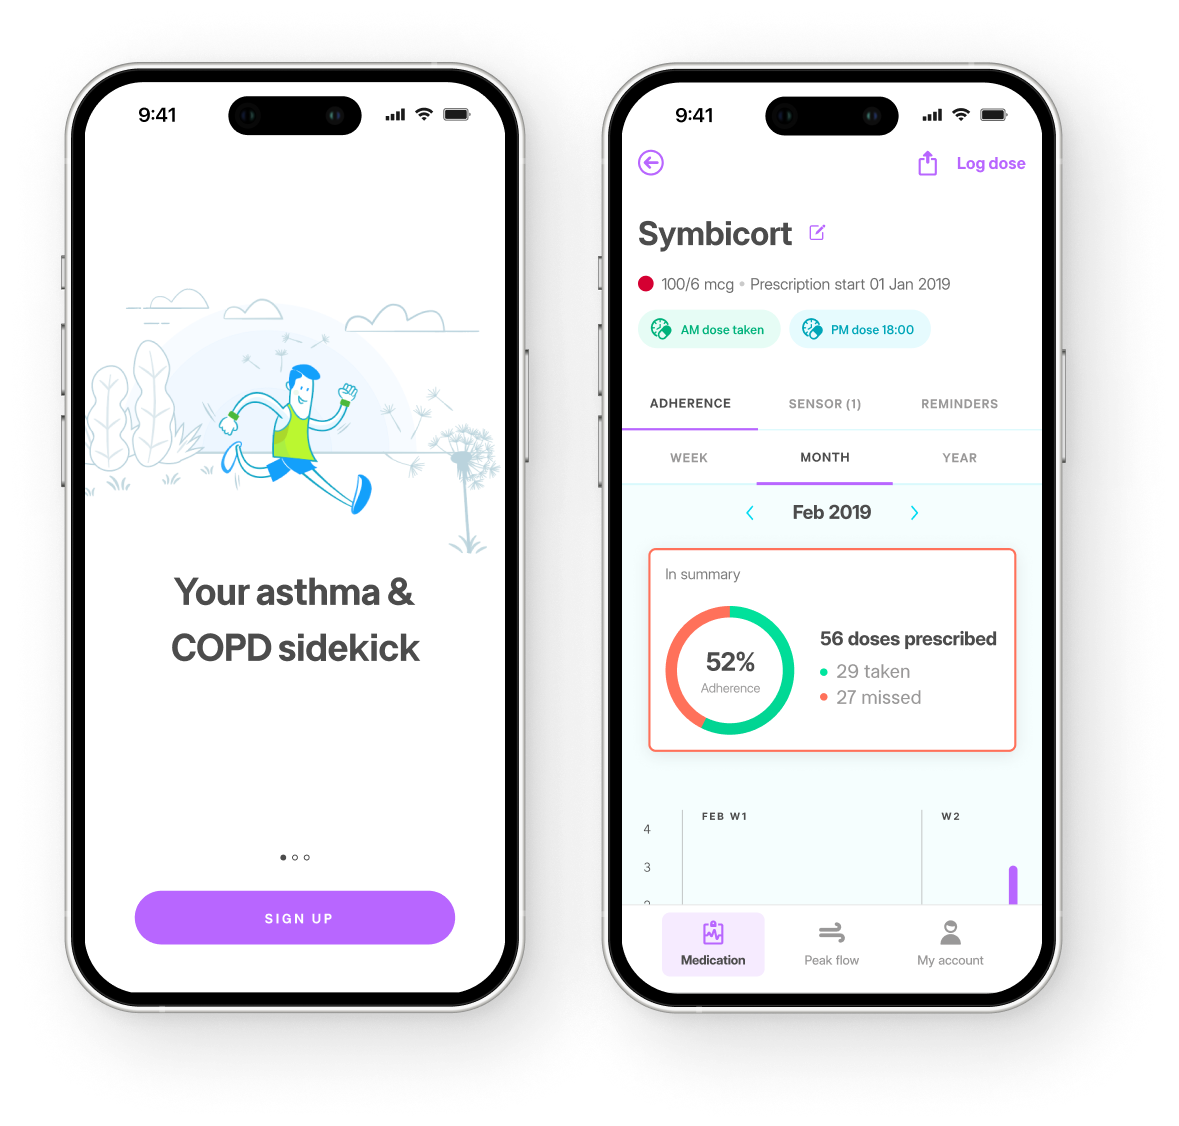 9:41
Your asthma &
COPD sidekick
SIGN UP
9:41
Log dose
Symbicort
100/6 mcg • Prescription start 01 Jan 2019
AM dose taken PM dose 18:00
ADHERENCE SENSOR (1) REMINDERS
WEEK MONTH YEAR
Feb 2019
In summary
52%
Adherence
56 doses prescribed
29 taken
27 missed
FEB W1 W2
4
3
Medication Peak flow My account